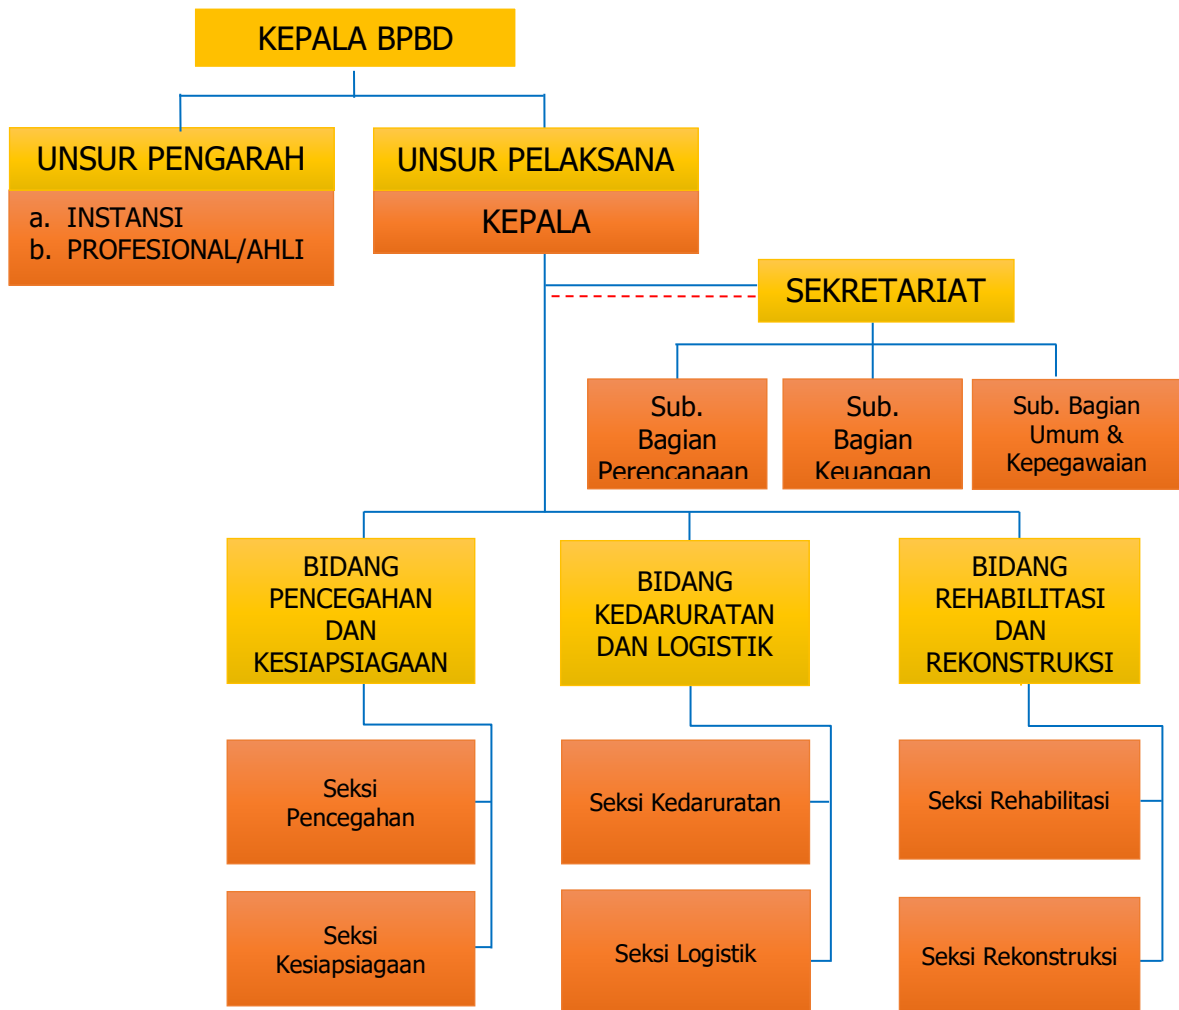 KEPALA BPBD
UNSUR PENGARAH
a. INSTANSI
b. PROFESIONAL/AHLI
UNSUR PELAKSANA
KEPALA
SEKRETARIAT
Sub.
Bagian
Perencanaan
Sub.
Bagian
Keuangan
Sub. Bagian
Umum &
Kepegawaian
BIDANG
PENCEGAHAN
DAN
KESIAPSIAGAAN
BIDANG
KEDARURATAN
DAN LOGISTIK
BIDANG
REHABILITASI
DAN
REKONSTRUKSI
Seksi
Pencegahan
Seksi Kedaruratan
Seksi Rehabilitasi
Seksi
Kesiapsiagaan
Seksi Logistik
Seksi Rekonstruksi